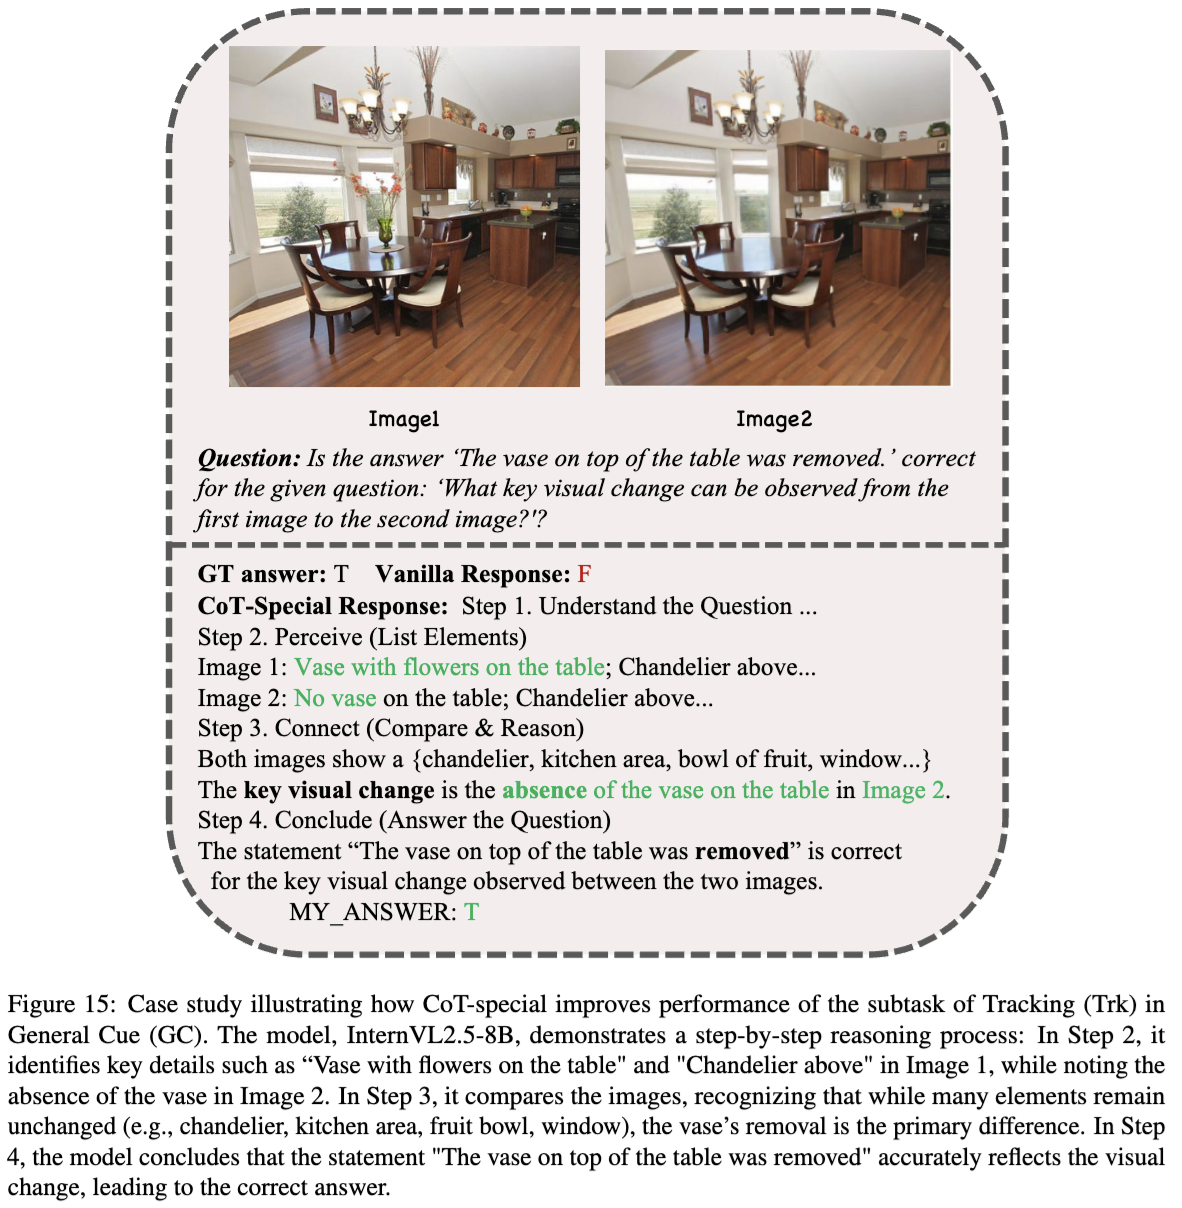 Image1
Image2
Question: Is the answer ‘The vase on top of the table was removed.’ correct
for the given question: ‘What key visual change can be observed from the
first image to the second image?'?
GT answer: T Vanilla Response: F
CoT-Special Response: Step 1. Understand the Question ...
Step 2. Perceive (List Elements)
Image 1: Vase with flowers on the table; Chandelier above...
Image 2: No vase on the table; Chandelier above...
Step 3. Connect (Compare & Reason)
Both images show a {chandelier, kitchen area, bowl of fruit, window...}
The key visual change is the absence of the vase on the table in Image 2.
Step 4. Conclude (Answer the Question)
The statement “The vase on top of the table was removed” is correct
for the key visual change observed between the two images.
MY_ANSWER: T
Figure 15: Case study illustrating how CoT-special improves performance of the subtask of Tracking (Trk) in
General Cue (GC). The model, InternVL2.5-8B, demonstrates a step-by-step reasoning process: In Step 2, it
identifies key details such as “Vase with flowers on the table" and "Chandelier above" in Image 1, while noting the
absence of the vase in Image 2. In Step 3, it compares the images, recognizing that while many elements remain
unchanged (e.g., chandelier, kitchen area, fruit bowl, window), the vase’s removal is the primary difference. In Step
4, the model concludes that the statement "The vase on top of the table was removed" accurately reflects the visual
change, leading to the correct answer.